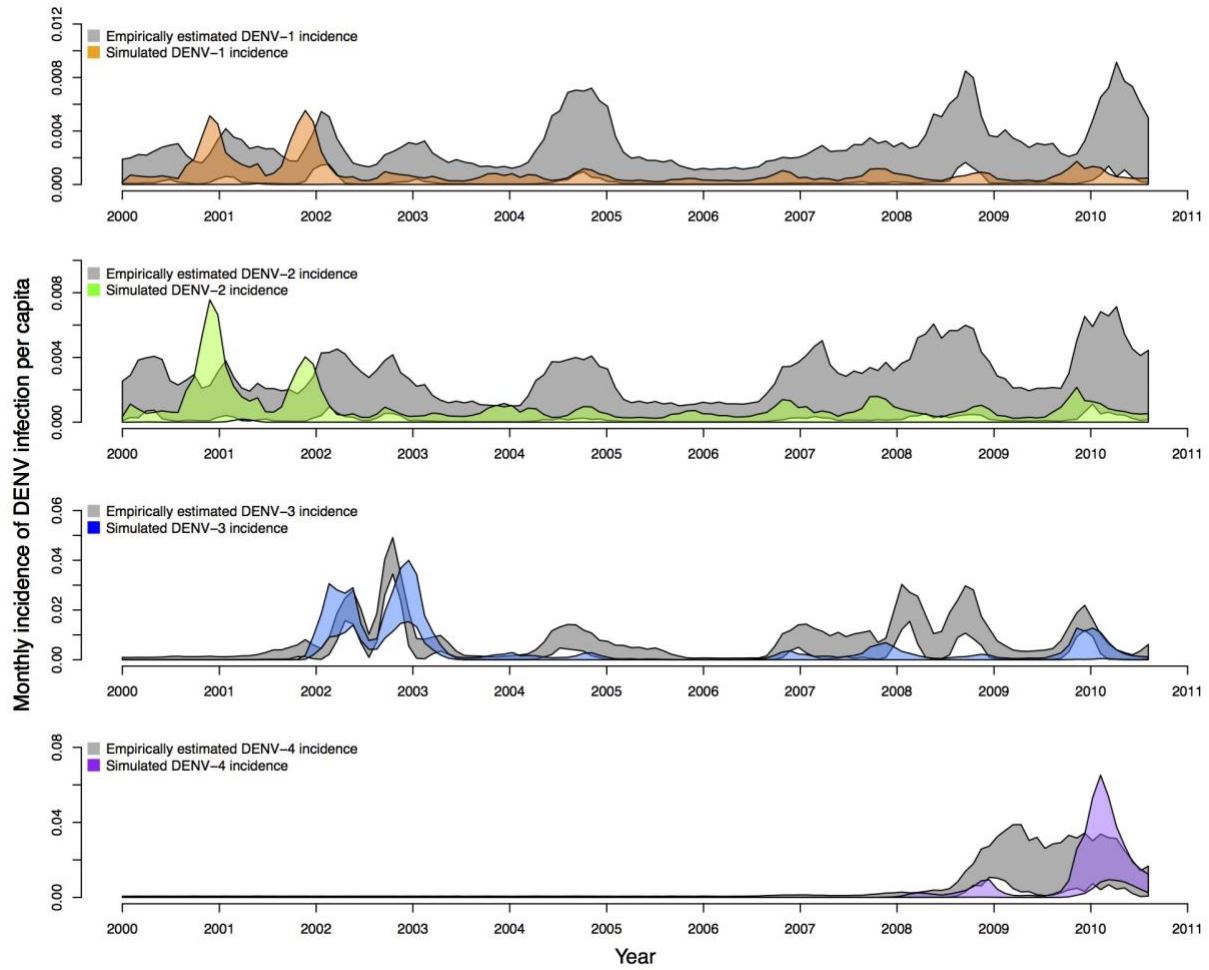 0.012
0.008
0.004
0.000
Empirically estimated DENV−1 incidence
Simulated DENV−1 incidence
2000 2001 2002 2003 2004 2005 2006 2007 2008 2009 2010 2011
0.008
0.004
0.000
Empirically estimated DENV−2 incidence
Simulated DENV−2 incidence
2000 2001 2002 2003 2004 2005 2006 2007 2008 2009 2010 2011
Monthly incidence of DENV infection per capita
0.06
0.04
0.02
0.00
Empirically estimated DENV−3 incidence
Simulated DENV−3 incidence
2000 2001 2002 2003 2004 2005 2006 2007 2008 2009 2010 2011
0.08
0.04
0.00
Empirically estimated DENV−4 incidence
Simulated DENV−4 incidence
2000 2001 2002 2003 2004 2005 2006 2007 2008 2009 2010 2011
Year